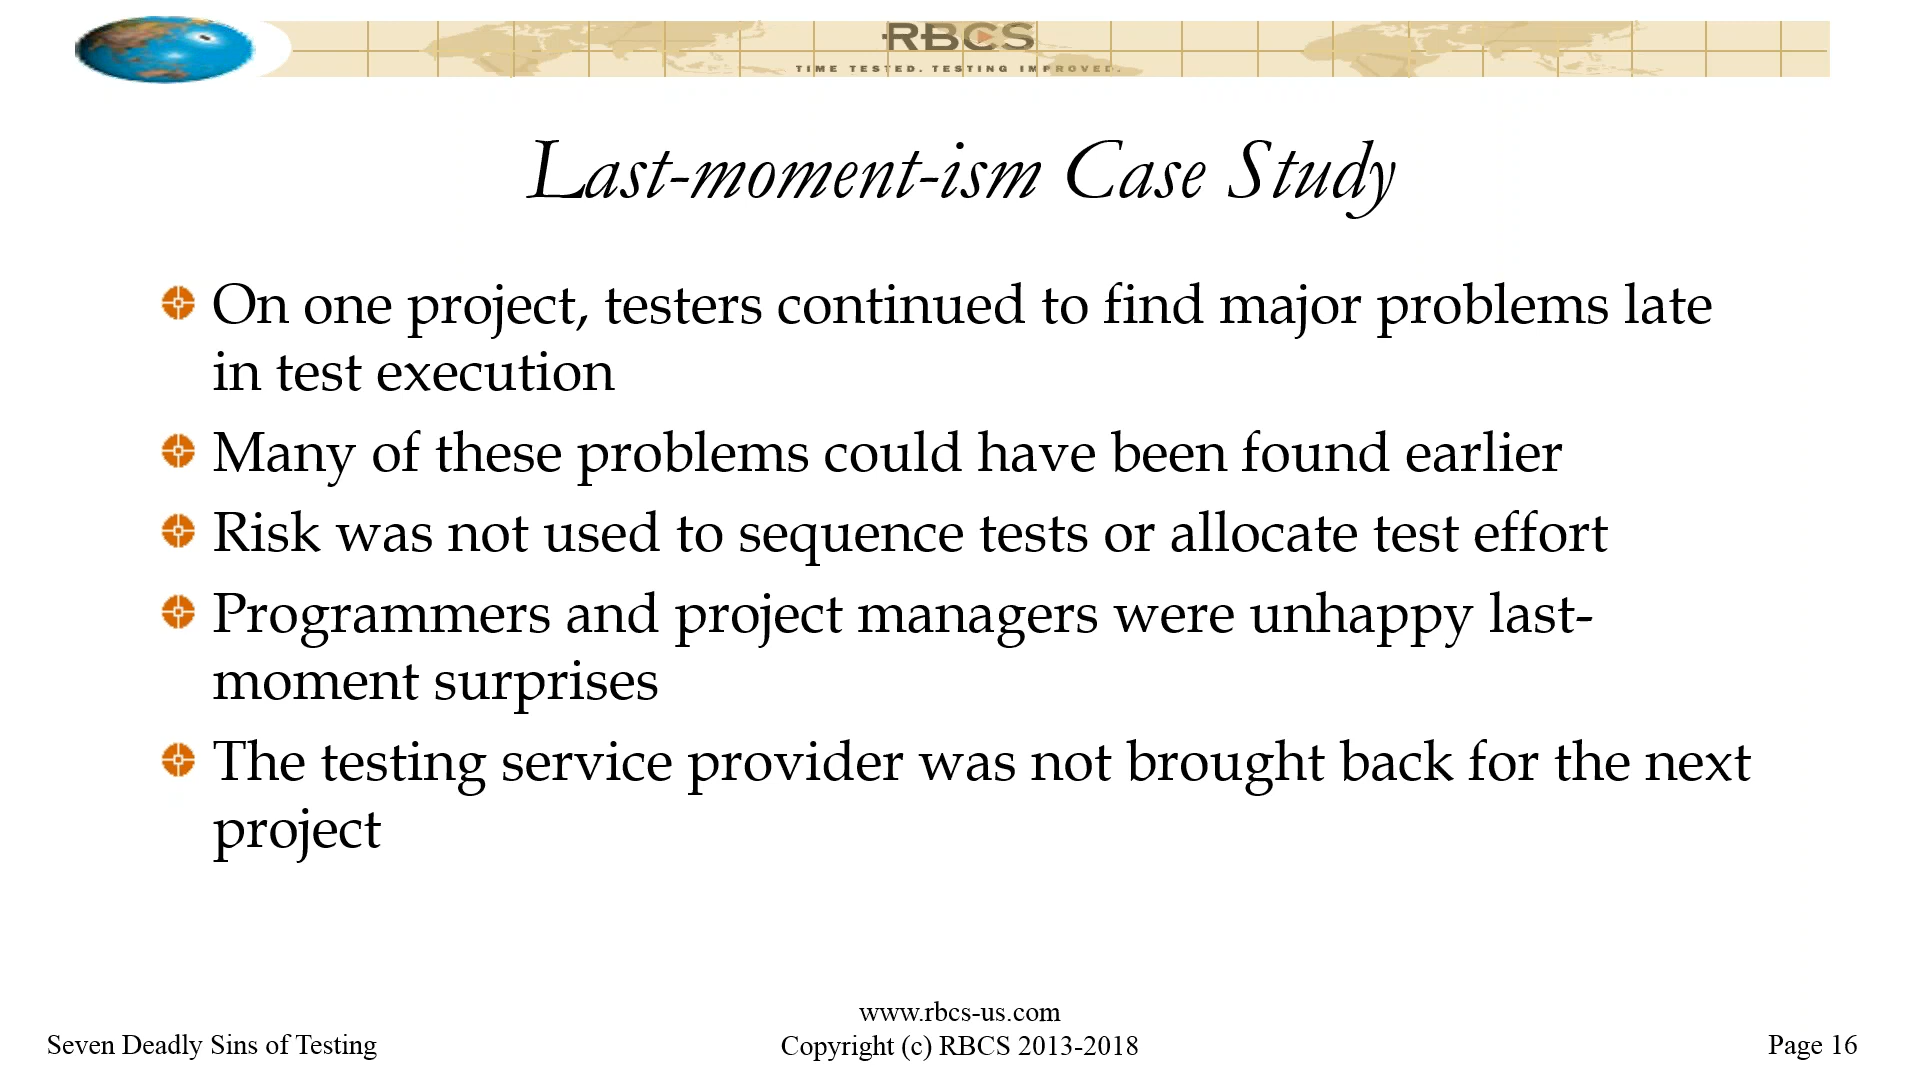 RBCS
TIME TESTED. TESTING IMPROVED.
Last-moment-ism Case Study
On one project, testers continued to find major problems late
in test execution
Many of these problems could have been found earlier
Risk was not used to sequence tests or allocate test effort
Programmers and project managers were unhappy last-
moment surprises
The testing service provider was not brought back for the next
project
www.rbcs-us.com
Seven Deadly Sins of Testing
Copyright (c) RBCS 2013-2018
Page 16